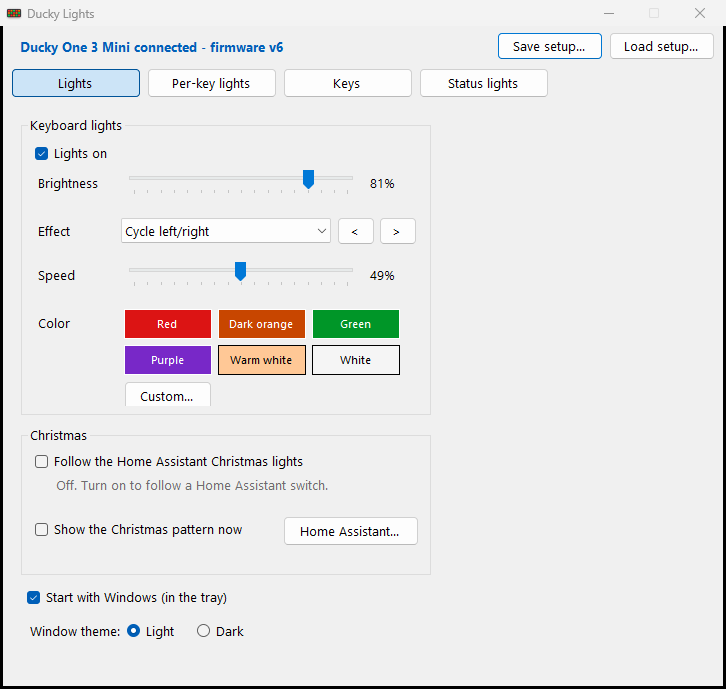 Ducky Lights
Ducky One 3 Mini connected - firmware v6
Save setup...
Load setup...
Lights
Per-key lights
Keys
Status lights
Keyboard lights
Lights on
Brightness
81%
Effect
Cycle left/right
<
>
Speed
49%
Color
Red
Dark orange
Green
Purple
Warm white
White
Custom...
Christmas
Follow the Home Assistant Christmas lights
Off. Turn on to follow a Home Assistant switch.
Show the Christmas pattern now
Home Assistant...
Start with Windows (in the tray)
Window theme:
Light
Dark